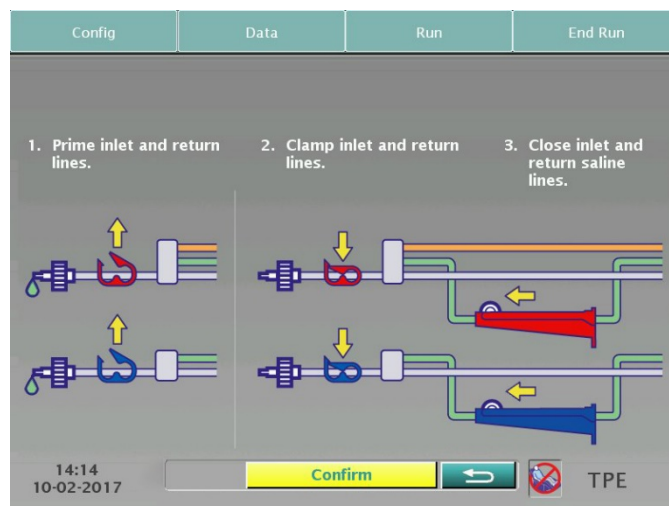 Config Data Run End Run
1. Prime inlet and return
lines.
2. Clamp inlet and return
lines.
3. Close inlet and
return saline
lines.
14:14
10-02-2017
Confirm
TPE